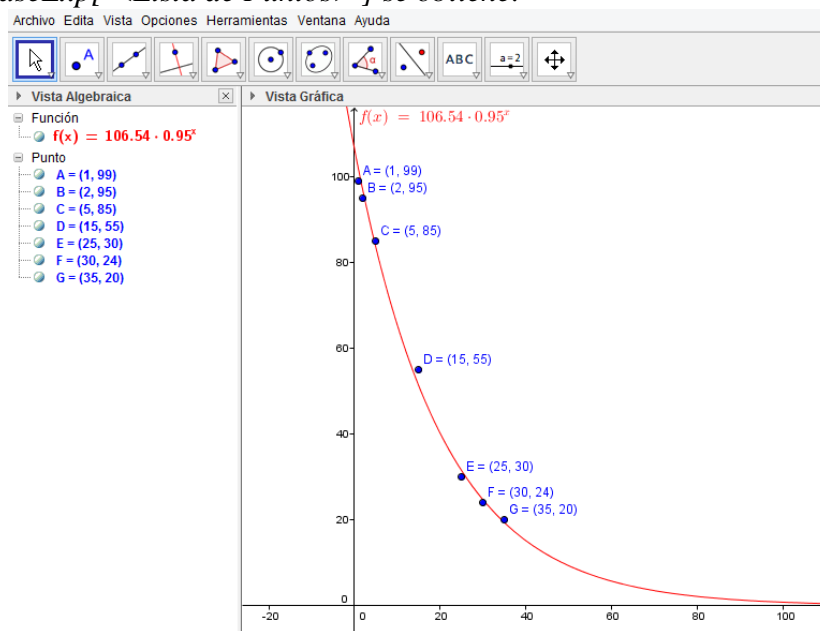 Archivo Edita Vista Opciones Herramientas Ventana Ayuda
A
α
ABC
a=2
Vista Algebraica
Función
f(x) = 106.54 · 0.95ˣ
Punto
A = (1, 99)
B = (2, 95)
C = (5, 85)
D = (15, 55)
E = (25, 30)
F = (30, 24)
G = (35, 20)
Vista Gráfica
f(x) = 106.54 · 0.95ˣ
A = (1, 99)
B = (2, 95)
C = (5, 85)
D = (15, 55)
E = (25, 30)
F = (30, 24)
G = (35, 20)
100
80
60
40
20
0
-20 0 20 40 60 80 100